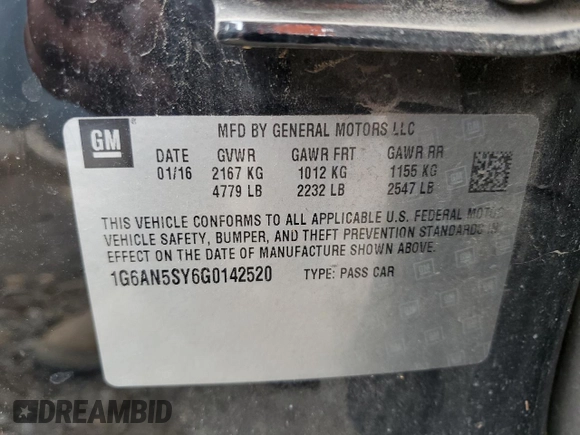 GM
MFD BY GENERAL MOTORS LLC
DATE GVWR GAWR FRT GAWR RR
01/16 2167 KG 1012 KG 1155 KG
4779 LB 2232 LB 2547 LB
THIS VEHICLE CONFORMS TO ALL APPLICABLE U.S. FEDERAL MOTOR
VEHICLE SAFETY, BUMPER, AND THEFT PREVENTION STANDARDS IN
EFFECT ON THE DATE OF MANUFACTURE SHOWN ABOVE.
1G6AN5SY6G0142520 TYPE: PASS CAR
DREAMBID